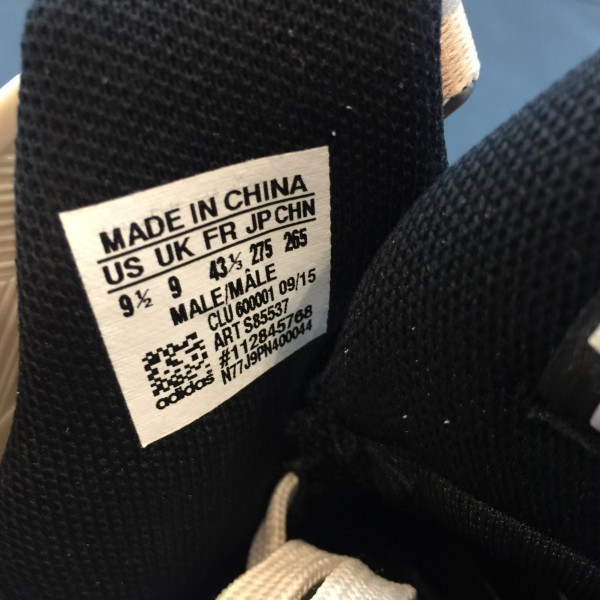 MADE IN CHINA
US UK FR JP CHN
9½ 9 43⅓ 275 265
MALE/MÂLE
CLU 600001 09/15
ART S85537
#112845768
N77J9PN400044
adidas